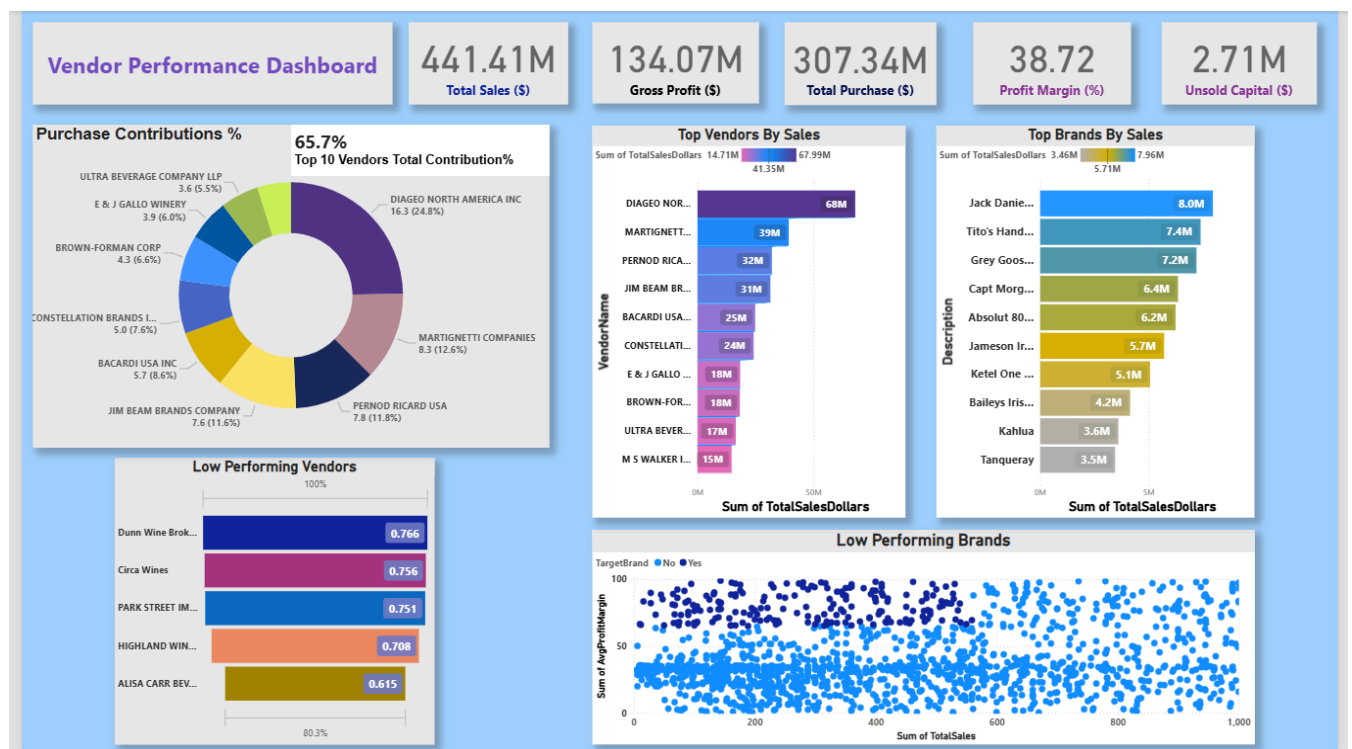 Vendor Performance Dashboard
441.41M
Total Sales ($)
134.07M
Gross Profit ($)
307.34M
Total Purchase ($)
38.72
Profit Margin (%)
2.71M
Unsold Capital ($)
Purchase Contributions %
65.7%
Top 10 Vendors Total Contribution%
ULTRA BEVERAGE COMPANY LLP
3.6 (5.5%)
E & J GALLO WINERY
3.9 (6.0%)
BROWN-FORMAN CORP
4.3 (6.6%)
CONSTELLATION BRANDS I...
5.0 (7.6%)
BACARDI USA INC
5.7 (8.6%)
JIM BEAM BRANDS COMPANY
7.6 (11.6%)
DIAGEO NORTH AMERICA INC
16.3 (24.8%)
MARTIGNETTI COMPANIES
8.3 (12.6%)
PERNOD RICARD USA
7.8 (11.8%)
Top Vendors By Sales
Sum of TotalSalesDollars 14.71M 67.99M
41.35M
VendorName
DIAGEO NOR... 68M
MARTIGNETT... 39M
PERNOD RICA... 32M
JIM BEAM BR... 31M
BACARDI USA... 25M
CONSTELLATI... 24M
E & J GALLO ... 18M
BROWN-FOR... 18M
ULTRA BEVER... 17M
M S WALKER I... 15M
0M 50M
Sum of TotalSalesDollars
Top Brands By Sales
Sum of TotalSalesDollars 3.46M 7.96M
5.71M
Description
Jack Danie... 8.0M
Tito's Hand... 7.4M
Grey Goos... 7.2M
Capt Morg... 6.4M
Absolut 80... 6.2M
Jameson Ir... 5.7M
Ketel One ... 5.1M
Baileys Iris... 4.2M
Kahlua 3.6M
Tanqueray 3.5M
0M 5M
Sum of TotalSalesDollars
Low Performing Vendors
100%
Dunn Wine Brok... 0.766
Circa Wines 0.756
PARK STREET IM... 0.751
HIGHLAND WIN... 0.708
ALISA CARR BEV... 0.615
80.3%
Low Performing Brands
TargetBrand No Yes
Sum of AvgProfitMargin
100
50
0
0 200 400 600 800 1,000
Sum of TotalSales